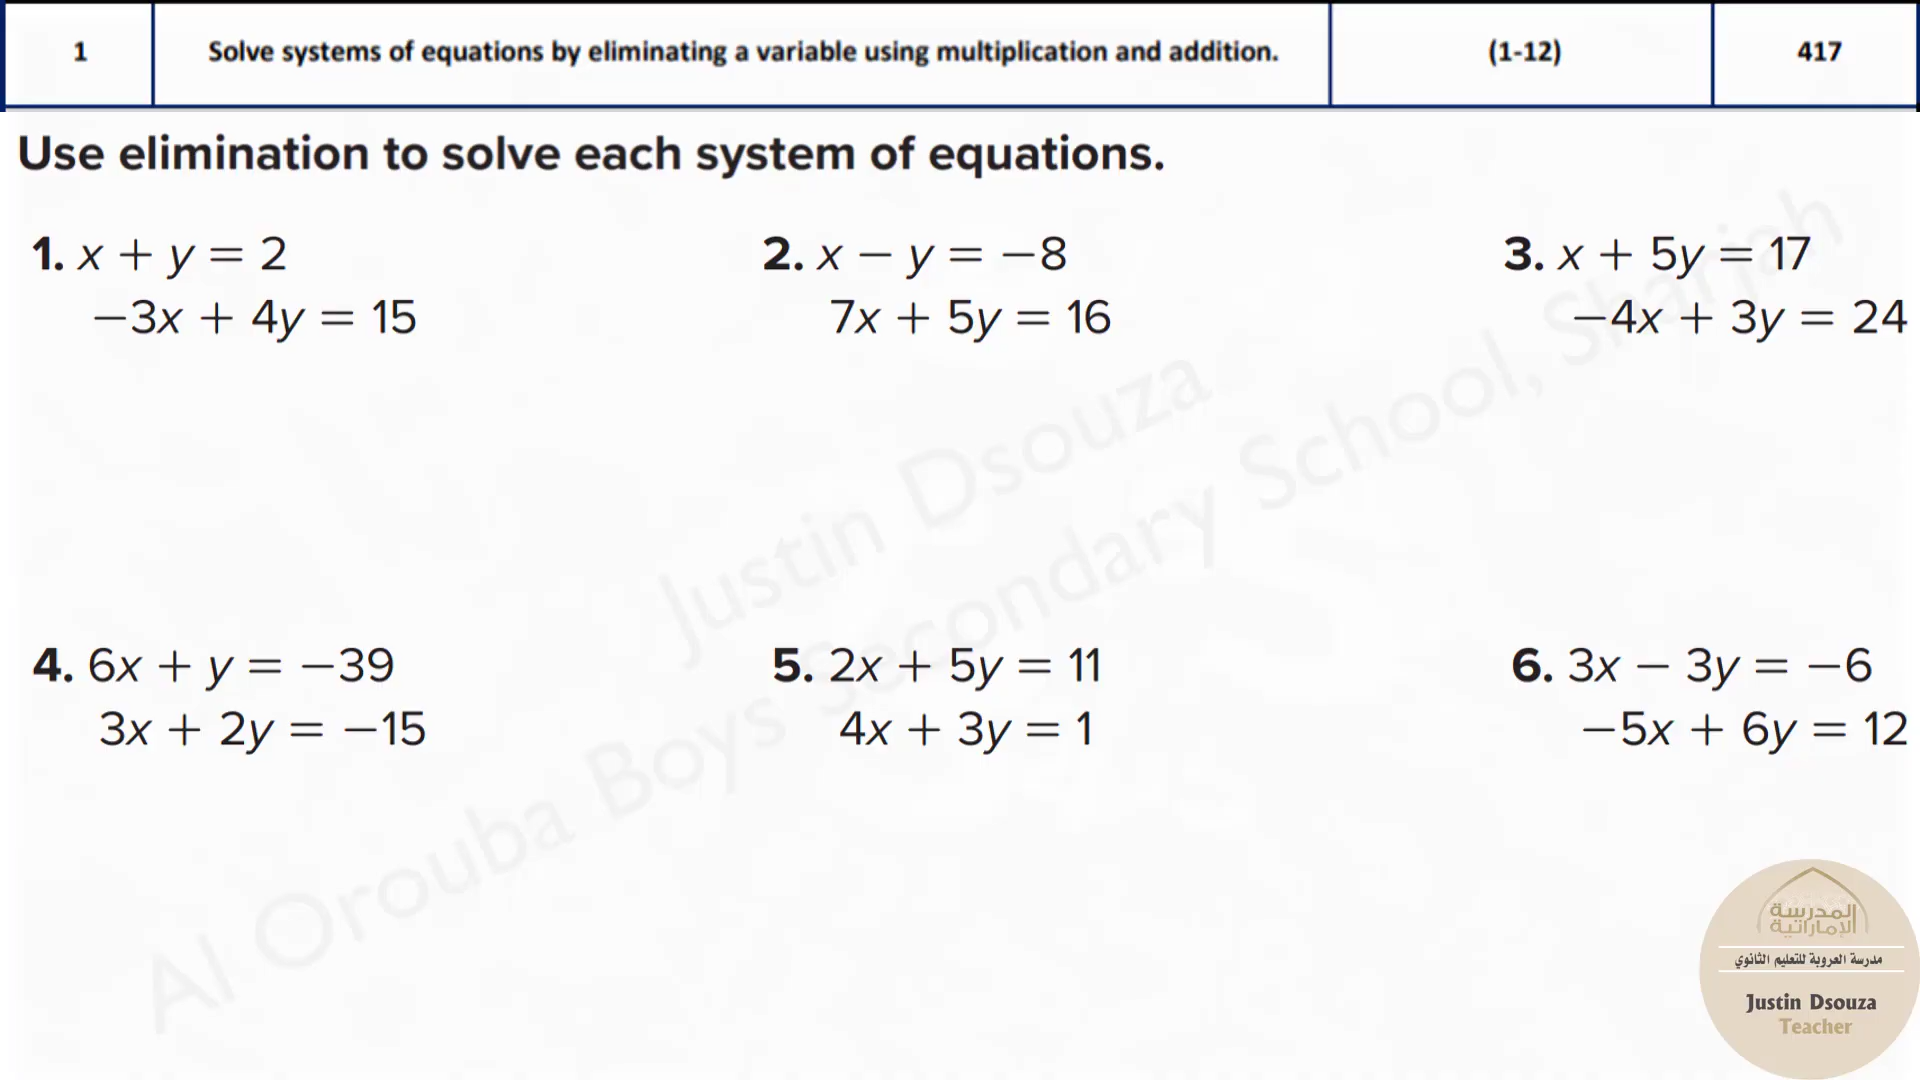 1 Solve systems of equations by eliminating a variable using multiplication and addition. (1-12) 417
Use elimination to solve each system of equations.
1. x + y = 2
−3x + 4y = 15
2. x − y = −8
7x + 5y = 16
3. x + 5y = 17
−4x + 3y = 24
4. 6x + y = −39
3x + 2y = −15
5. 2x + 5y = 11
4x + 3y = 1
6. 3x − 3y = −6
−5x + 6y = 12
Justin Dsouza
Al Orouba Boys Secondary School, Sharjah
المدرسة
الإماراتية
مدرسة العروبة للتعليم الثانوي
Justin Dsouza
Teacher